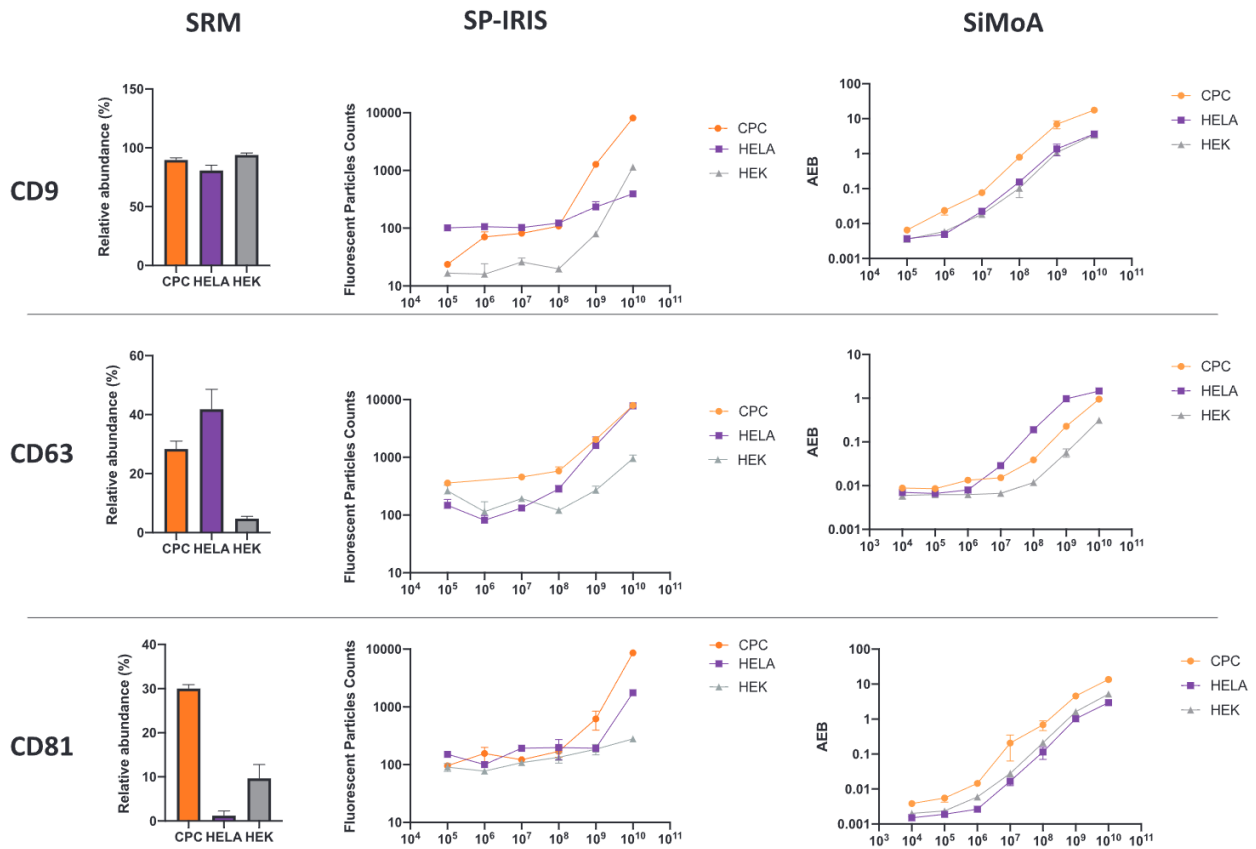 SRM
SP-IRIS
SiMoA
CD9
Relative abundance (%)
150
100
50
0
CPC HELA HEK
Fluorescent Particles Counts
10000
1000
100
10
10⁴ 10⁵ 10⁶ 10⁷ 10⁸ 10⁹ 10¹⁰ 10¹¹
CPC
HELA
HEK
AEB
100
10
1
0.1
0.01
0.001
10⁴ 10⁵ 10⁶ 10⁷ 10⁸ 10⁹ 10¹⁰ 10¹¹
CPC
HELA
HEK
CD63
Relative abundance (%)
60
40
20
0
CPC HELA HEK
Fluorescent Particles Counts
10000
1000
100
10
10⁴ 10⁵ 10⁶ 10⁷ 10⁸ 10⁹ 10¹⁰ 10¹¹
CPC
HELA
HEK
AEB
10
1
0.1
0.01
0.001
10³ 10⁴ 10⁵ 10⁶ 10⁷ 10⁸ 10⁹ 10¹⁰ 10¹¹
CPC
HELA
HEK
CD81
Relative abundance (%)
40
30
20
10
0
CPC HELA HEK
Fluorescent Particles Counts
10000
1000
100
10
10⁴ 10⁵ 10⁶ 10⁷ 10⁸ 10⁹ 10¹⁰ 10¹¹
CPC
HELA
HEK
AEB
100
10
1
0.1
0.01
0.001
10³ 10⁴ 10⁵ 10⁶ 10⁷ 10⁸ 10⁹ 10¹⁰ 10¹¹
CPC
HELA
HEK